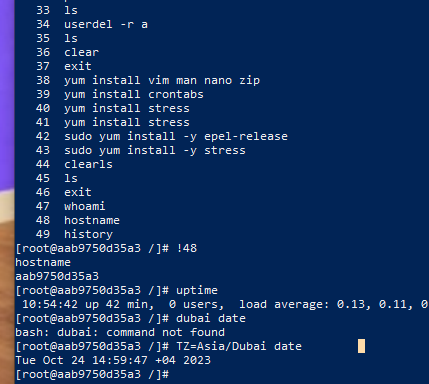 33 ls
34 userdel -r a
35 ls
36 clear
37 exit
38 yum install vim man nano zip
39 yum install crontabs
40 yum install stress
41 yum install stress
42 sudo yum install -y epel-release
43 sudo yum install -y stress
44 clearls
45 ls
46 exit
47 whoami
48 hostname
49 history
[root@aab9750d35a3 /]# !48
hostname
aab9750d35a3
[root@aab9750d35a3 /]# uptime
10:54:42 up 42 min, 0 users, load average: 0.13, 0.11, 0
[root@aab9750d35a3 /]# dubai date
bash: dubai: command not found
[root@aab9750d35a3 /]# TZ=Asia/Dubai date
Tue Oct 24 14:59:47 +04 2023
[root@aab9750d35a3 /]#